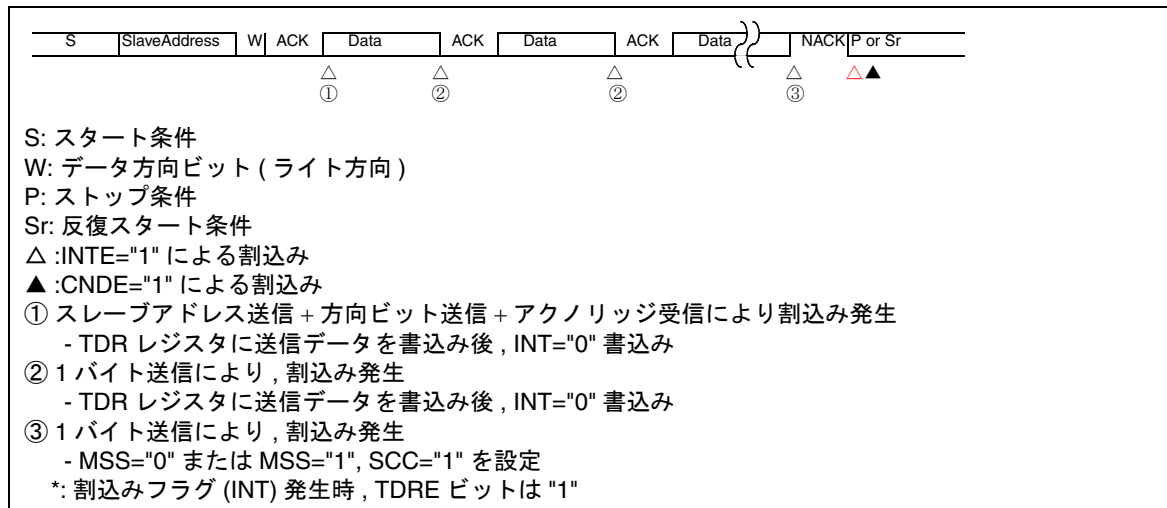 S SlaveAddress W ACK Data ACK Data ACK Data NACK P or Sr
△ △ △ △ △▲
① ② ② ③
S: スタート条件
W: データ方向ビット ( ライト方向 )
P: ストップ条件
Sr: 反復スタート条件
△ :INTE="1" による割込み
▲ :CNDE="1" による割込み
① スレーブアドレス送信 + 方向ビット送信 + アクノリッジ受信により割込み発生
- TDR レジスタに送信データを書込み後 , INT="0" 書込み
② 1 バイト送信により , 割込み発生
- TDR レジスタに送信データを書込み後 , INT="0" 書込み
③ 1 バイト送信により , 割込み発生
- MSS="0" または MSS="1", SCC="1" を設定
*: 割込みフラグ (INT) 発生時 , TDRE ビットは "1"